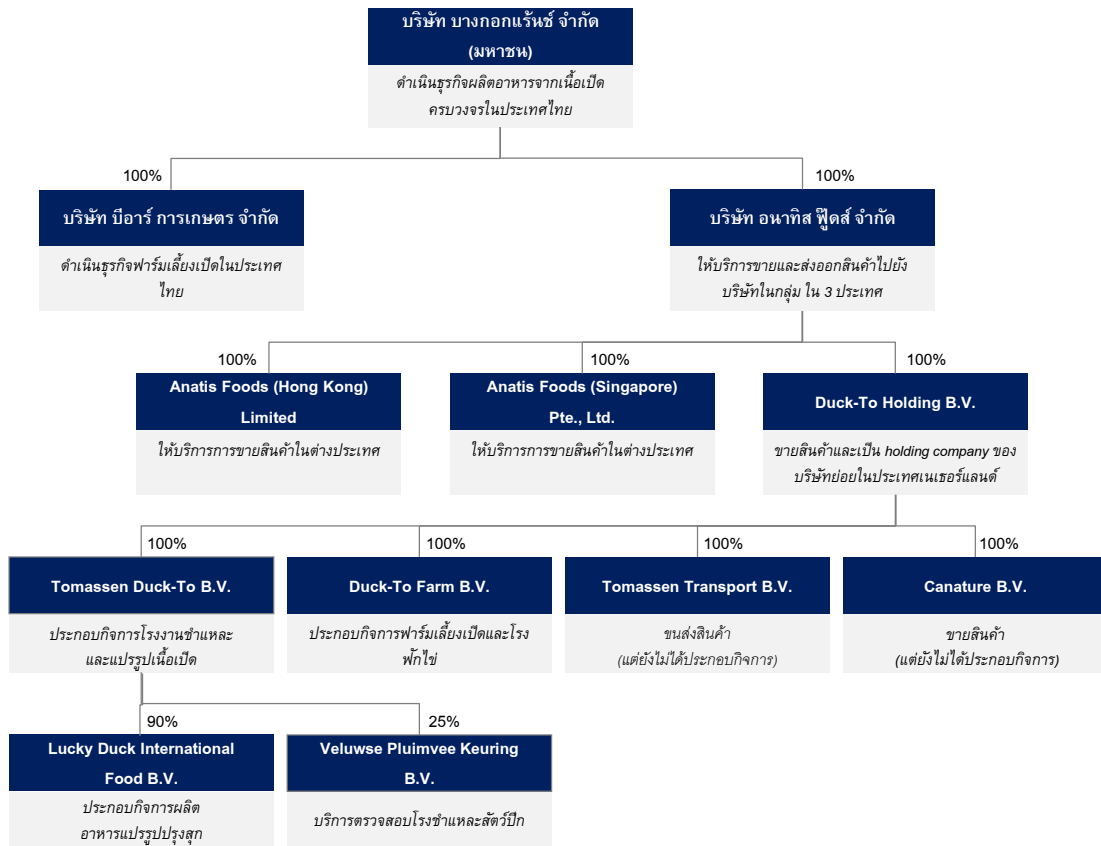 บริษัท บางกอกแร้นช์ จำกัด
(มหาชน)
ดำเนินธุรกิจผลิตอาหารจากเนื้อเป็ด
ครบวงจรในประเทศไทย
100%
100%
บริษัท บีอาร์ การเกษตร จำกัด
บริษัท อนาทิส ฟู๊ดส์ จำกัด
ดำเนินธุรกิจฟาร์มเลี้ยงเป็ดในประเทศ
ไทย
ให้บริการขายและส่งออกสินค้าไปยัง
บริษัทในกลุ่ม ใน 3 ประเทศ
100%
100%
100%
Anatis Foods (Hong Kong)
Limited
Anatis Foods (Singapore)
Pte., Ltd.
Duck-To Holding B.V.
ให้บริการการขายสินค้าในต่างประเทศ
ให้บริการการขายสินค้าในต่างประเทศ
ขายสินค้าและเป็น holding company ของ
บริษัทย่อยในประเทศเนเธอร์แลนด์
100%
100%
100%
100%
Tomassen Duck-To B.V.
Duck-To Farm B.V.
Tomassen Transport B.V.
Canature B.V.
ประกอบกิจการโรงงานชำแหละ
และแปรรูปเนื้อเป็ด
ประกอบกิจการฟาร์มเลี้ยงเป็ดและโรง
ฟักไข่
ขนส่งสินค้า
(แต่ยังไม่ได้ประกอบกิจการ)
ขายสินค้า
(แต่ยังไม่ได้ประกอบกิจการ)
90%
25%
Lucky Duck International
Food B.V.
Veluwse Pluimvee Keuring
B.V.
ประกอบกิจการผลิต
อาหารแปรรูปปรุงสุก
บริการตรวจสอบโรงชำแหละสัตว์ปีก